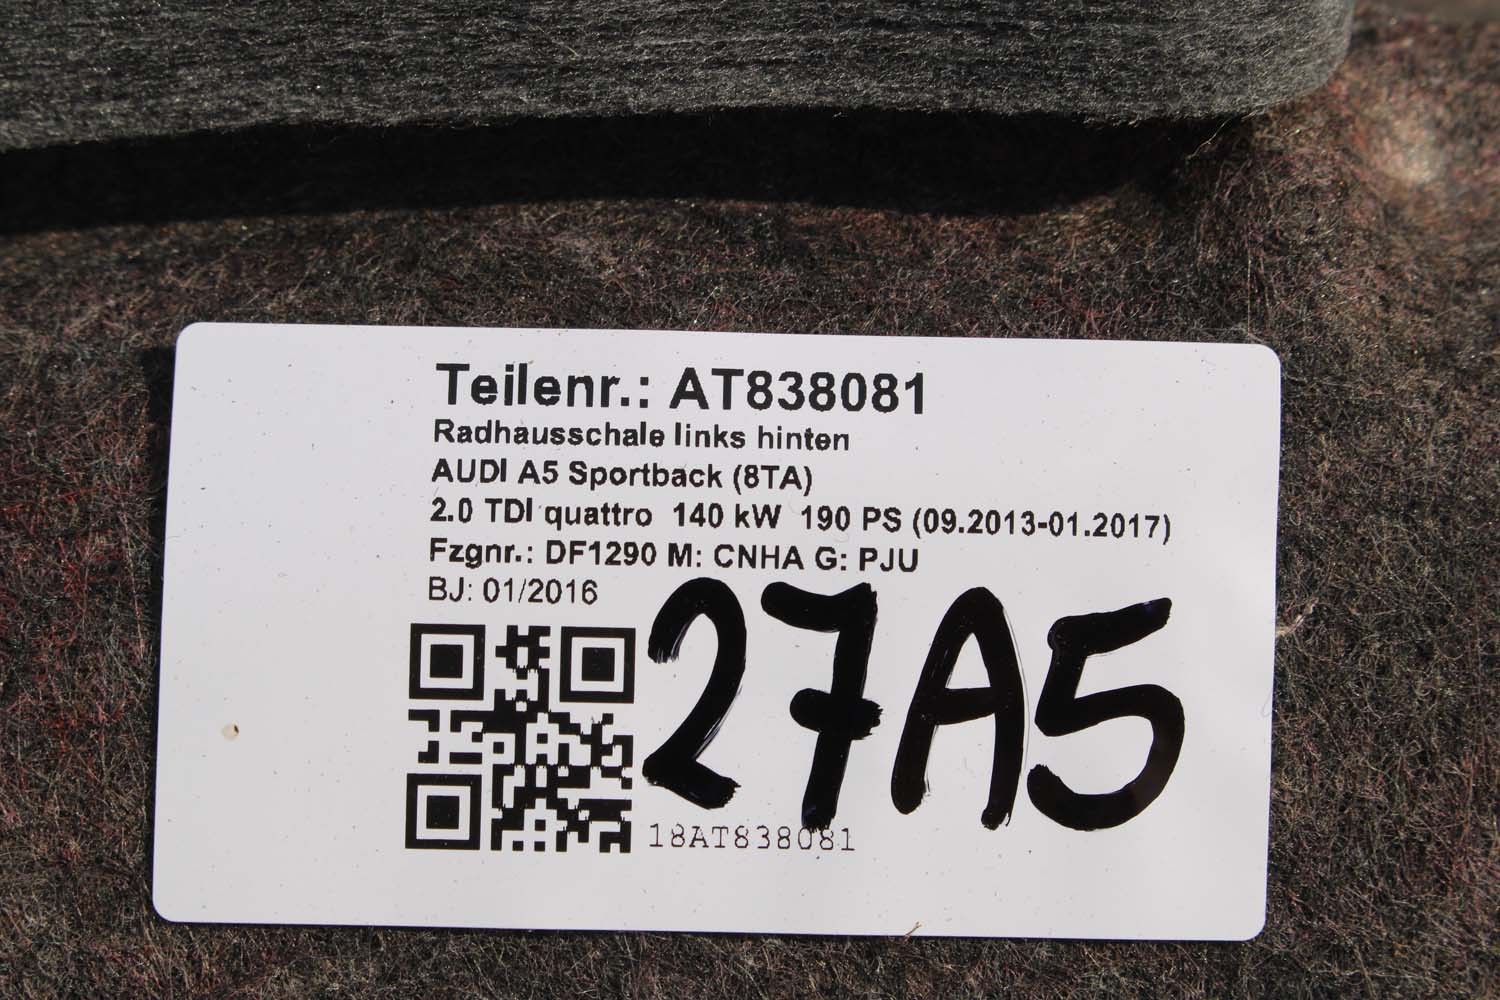 Teilenr.: AT838081
Radhausschale links hinten
AUDI A5 Sportback (8TA)
2.0 TDI quattro  140 kW  190 PS (09.2013-01.2017)
Fzgnr.: DF1290 M: CNHA G: PJU
BJ: 01/2016
27A5
18AT838081